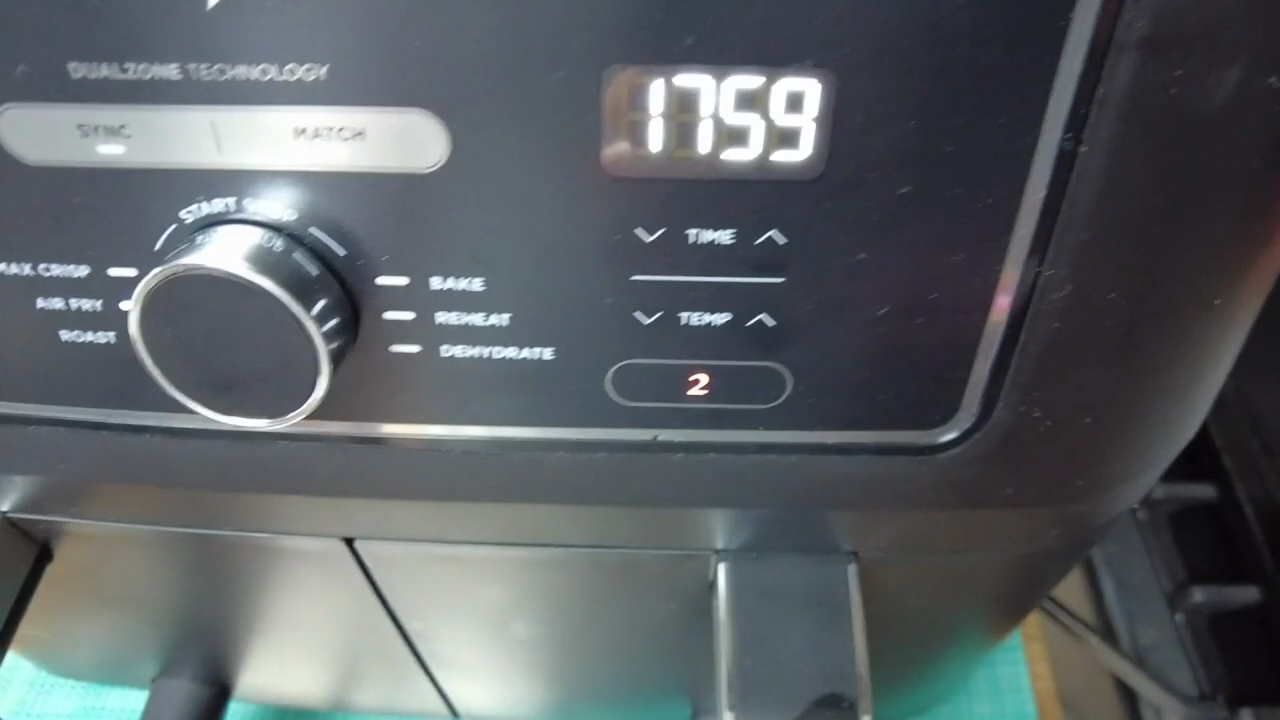 DUALZONE TECHNOLOGY
SYNC MATCH
1759
START STOP
TIME
MAX CRISP
BAKE
AIR FRY
REHEAT
TEMP
ROAST
DEHYDRATE
2